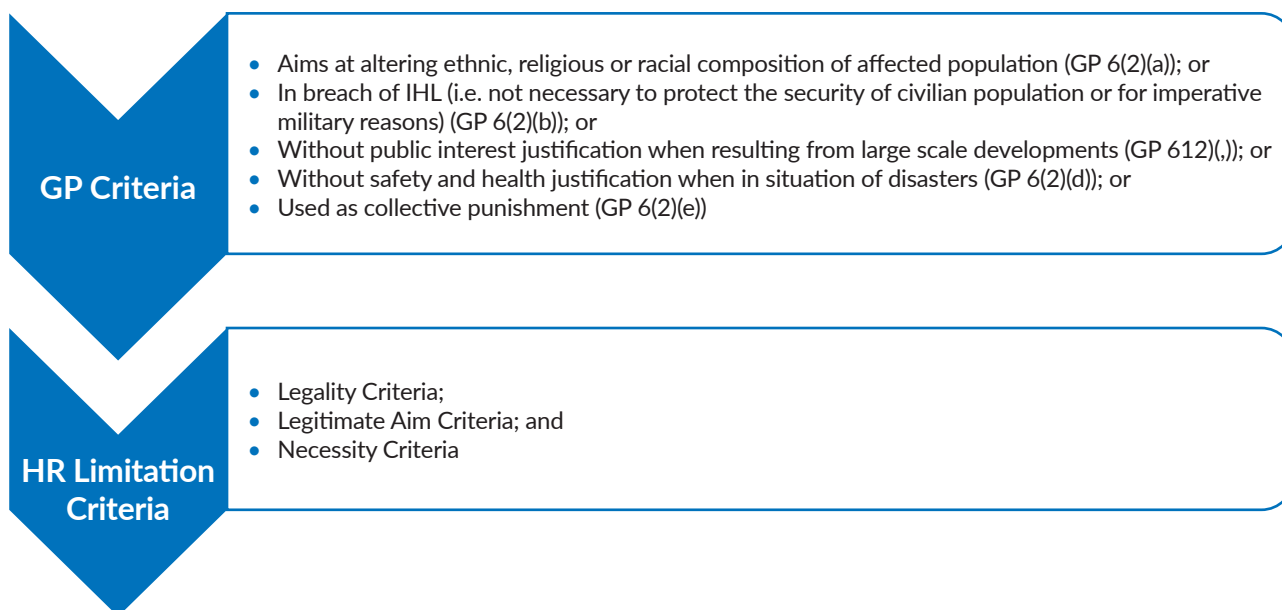 GP Criteria
• Aims at altering ethnic, religious or racial composition of affected population (GP 6(2)(a)); or
• In breach of IHL (i.e. not necessary to protect the security of civilian population or for imperative
military reasons) (GP 6(2)(b)); or
• Without public interest justification when resulting from large scale developments (GP 612)(,)); or
• Without safety and health justification when in situation of disasters (GP 6(2)(d)); or
• Used as collective punishment (GP 6(2)(e))
HR Limitation
Criteria
• Legality Criteria;
• Legitimate Aim Criteria; and
• Necessity Criteria